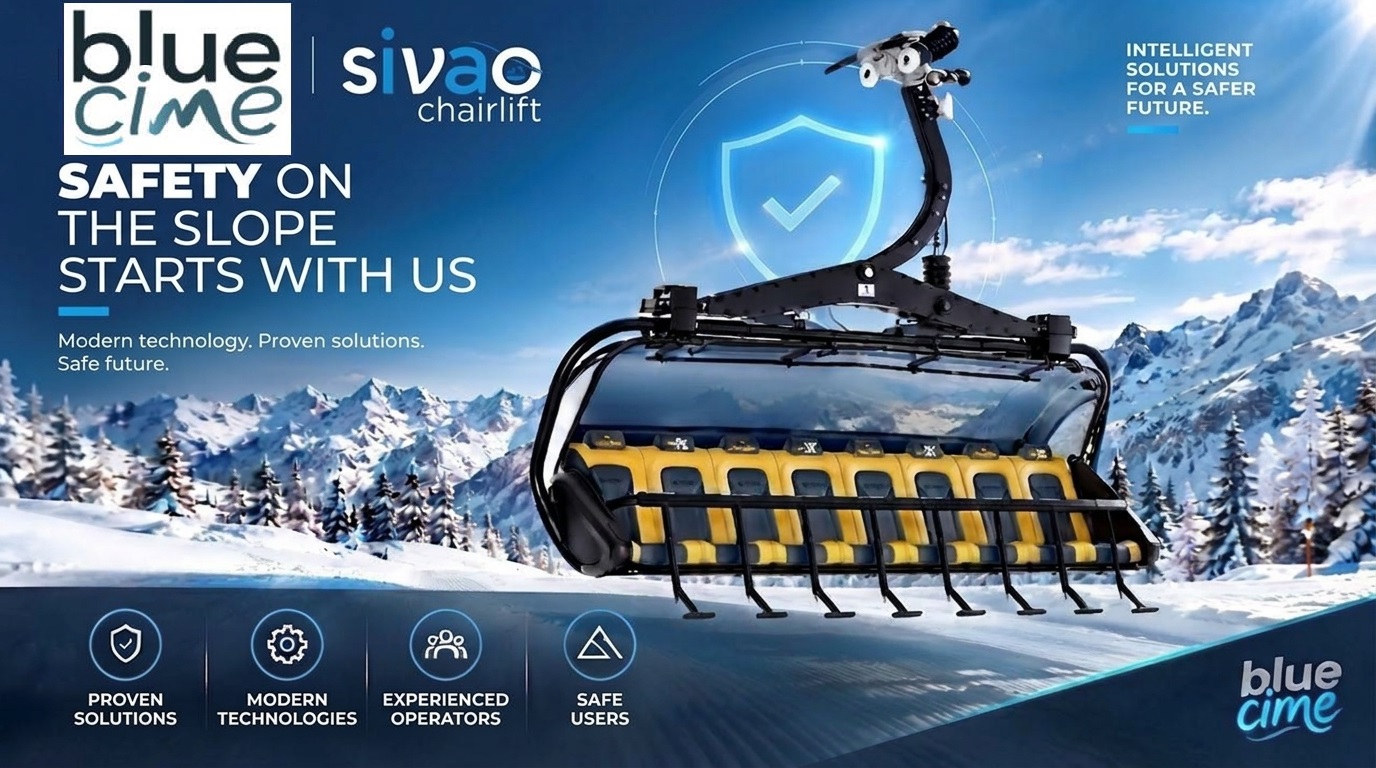 blue
cime
sivao
chairlift
INTELLIGENT
SOLUTIONS
FOR A SAFER
FUTURE.
SAFETY ON
THE SLOPE
STARTS WITH US
Modern technology. Proven solutions.
Safe future.
1
PROVEN
SOLUTIONS
MODERN
TECHNOLOGIES
EXPERIENCED
OPERATORS
SAFE
USERS
blue
cime